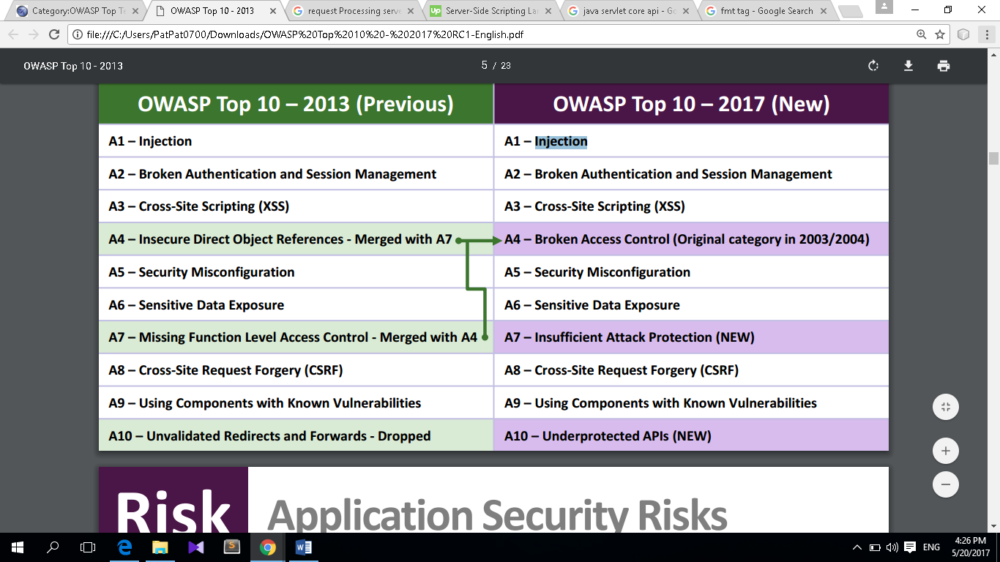 Category:OWASP Top Te
OWASP Top 10 - 2013
request Processing serve
Server-Side Scripting Lan
java servlet core api - Go
fmt tag - Google Search
file:///C:/Users/PatPat0700/Downloads/OWASP%20Top%2010%20-%202017%20RC1-English.pdf
OWASP Top 10 - 2013
5 / 23
OWASP Top 10 – 2013 (Previous)
OWASP Top 10 – 2017 (New)
A1 – Injection
A1 – Injection
A2 – Broken Authentication and Session Management
A2 – Broken Authentication and Session Management
A3 – Cross-Site Scripting (XSS)
A3 – Cross-Site Scripting (XSS)
A4 – Insecure Direct Object References - Merged with A7
A4 – Broken Access Control (Original category in 2003/2004)
A5 – Security Misconfiguration
A5 – Security Misconfiguration
A6 – Sensitive Data Exposure
A6 – Sensitive Data Exposure
A7 – Missing Function Level Access Control - Merged with A4
A7 – Insufficient Attack Protection (NEW)
A8 – Cross-Site Request Forgery (CSRF)
A8 – Cross-Site Request Forgery (CSRF)
A9 – Using Components with Known Vulnerabilities
A9 – Using Components with Known Vulnerabilities
A10 – Unvalidated Redirects and Forwards - Dropped
A10 – Underprotected APIs (NEW)
Risk
Application Security Risks
ENG
4:26 PM
5/20/2017